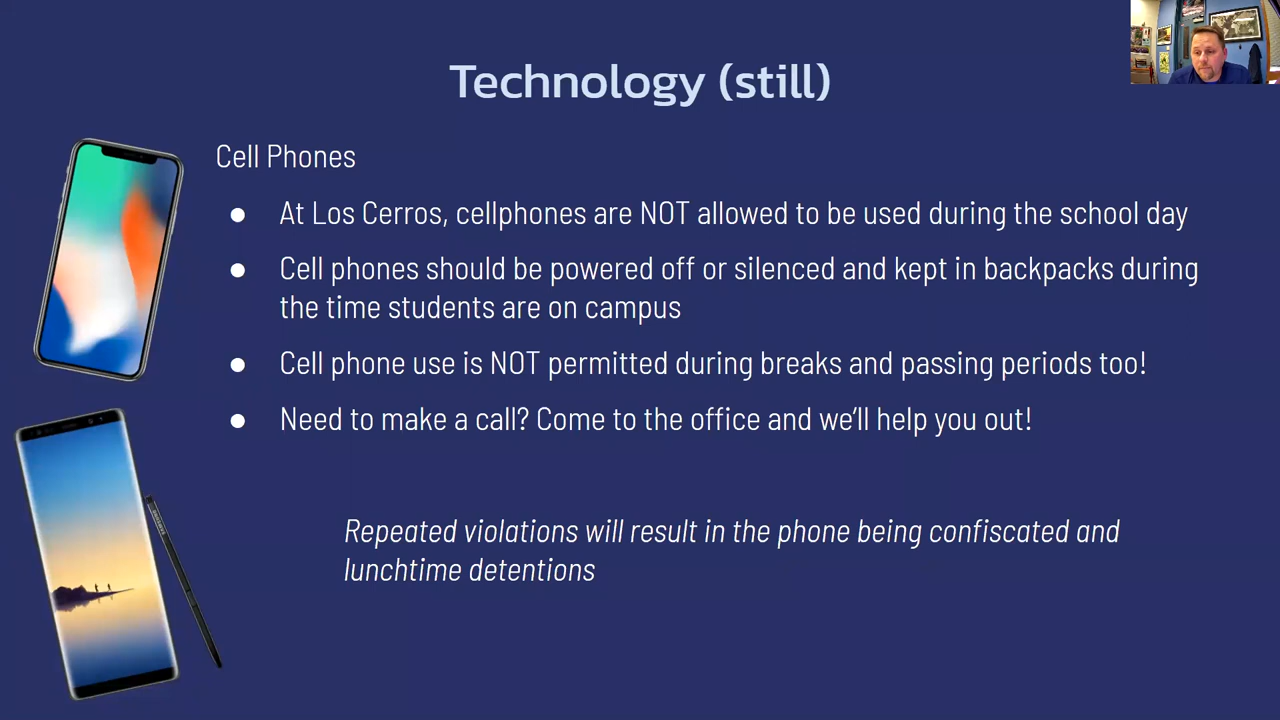 Technology (still)
Cell Phones
● At Los Cerros, cellphones are NOT allowed to be used during the school day
● Cell phones should be powered off or silenced and kept in backpacks during
the time students are on campus
● Cell phone use is NOT permitted during breaks and passing periods too!
● Need to make a call? Come to the office and we'll help you out!
Repeated violations will result in the phone being confiscated and
lunchtime detentions